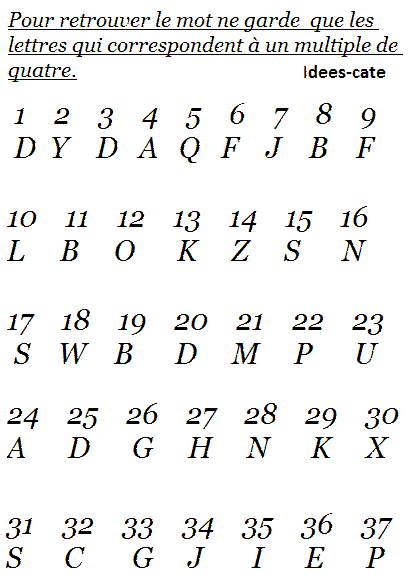 Pour retrouver le mot ne garde que les
lettres qui correspondent à un multiple de
quatre.
Idees-cate
1 2 3 4 5 6 7 8 9
D Y D A Q F J B F
10 11 12 13 14 15 16
L B O K Z S N
17 18 19 20 21 22 23
S W B D M P U
24 25 26 27 28 29 30
A D G H N K X
31 32 33 34 35 36 37
S C G J I E P